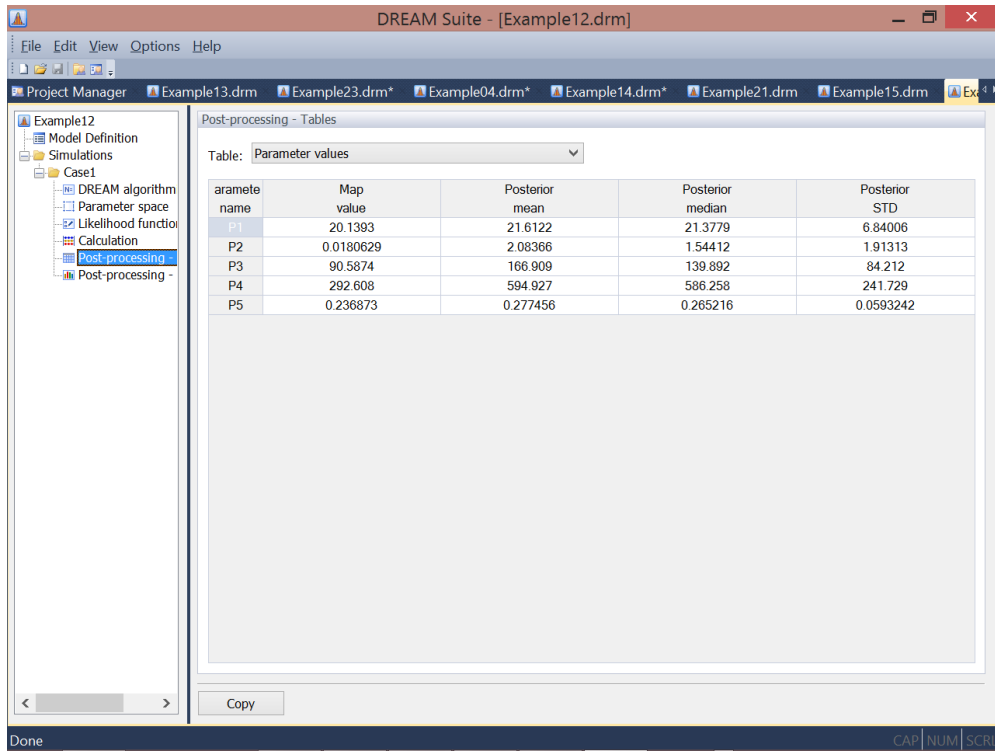 DREAM Suite - [Example12.drm]
File Edit View Options Help
Project Manager Example13.drm Example23.drm* Example04.drm* Example14.drm* Example21.drm Example15.drm Exa
Example12
Model Definition
Simulations
Case1
DREAM algorithm
Parameter space
Likelihood function
Calculation
Post-processing -
Post-processing -
Post-processing - Tables
Table: Parameter values
aramete Map Posterior Posterior Posterior
name value mean median STD
P1 20.1393 21.6122 21.3779 6.84006
P2 0.0180629 2.08366 1.54412 1.91313
P3 90.5874 166.909 139.892 84.212
P4 292.608 594.927 586.258 241.729
P5 0.236873 0.277456 0.265216 0.0593242
Copy
Done
CAP NUM SCRL